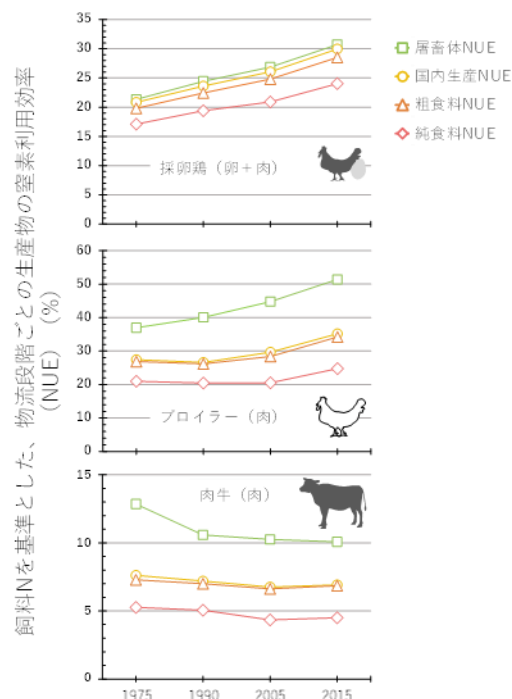 飼料Nを基準とした、物流段階ごとの生産物の窒素利用効率
(NUE) (%)
35
30
25
20
15
10
5
0
採卵鶏（卵＋肉）
屠畜体NUE
国内生産NUE
粗食料NUE
純食料NUE
60
50
40
30
20
10
0
ブロイラー（肉）
15
10
5
0
肉牛（肉）
1975 1990 2005 2015